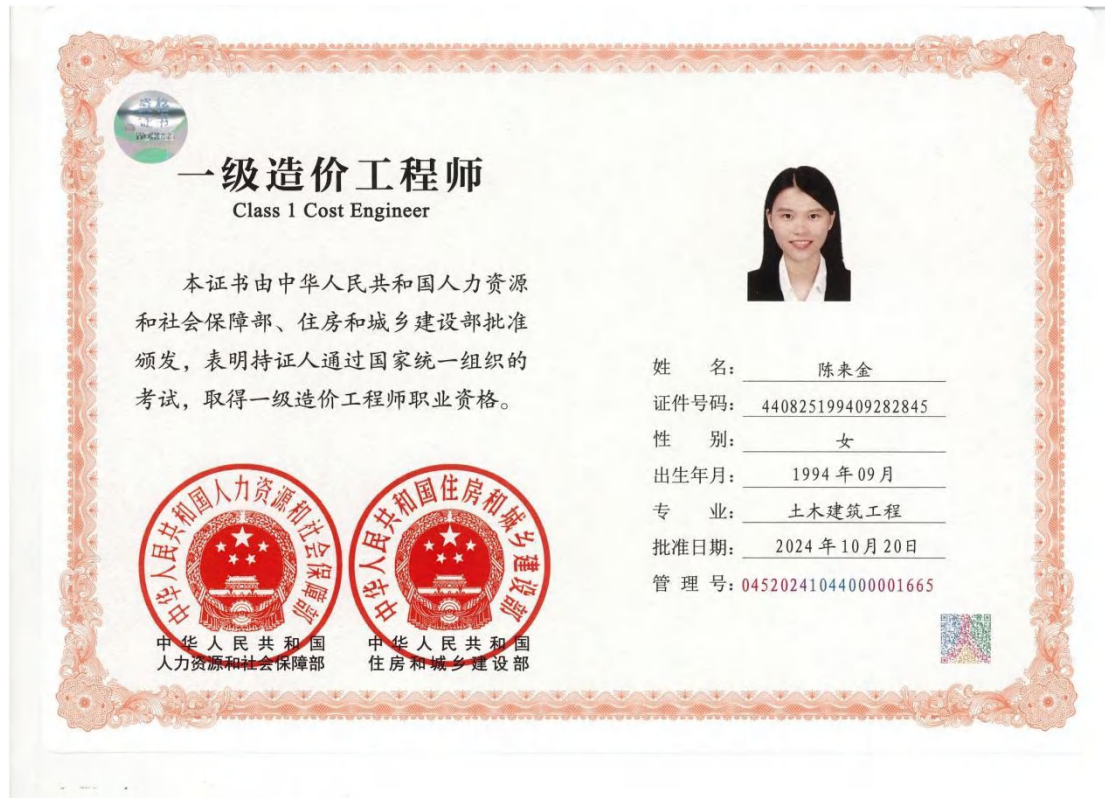 资格
证书
一级造价工程师
Class 1 Cost Engineer
本证书由中华人民共和国人力资源
和社会保障部、住房和城乡建设部批准
颁发，表明持证人通过国家统一组织的
考试，取得一级造价工程师职业资格。
中华人民共和国人力资源和社会保障部
中华人民共和国住房和城乡建设部
中华人民共和国
人力资源和社会保障部
中华人民共和国
住房和城乡建设部
姓 名：陈来金
证件号码：440825199409282845
性 别：女
出生年月：1994年09月
专 业：土木建筑工程
批准日期：2024年10月20日
管 理 号：04520241044000001665